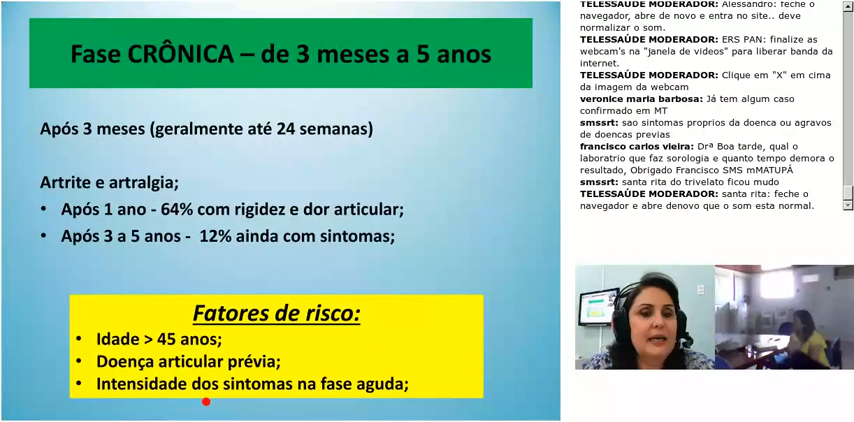 Fase CRÔNICA – de 3 meses a 5 anos
Após 3 meses (geralmente até 24 semanas)
Artrite e artralgia;
• Após 1 ano - 64% com rigidez e dor articular;
• Após 3 a 5 anos - 12% ainda com sintomas;
Fatores de risco:
• Idade > 45 anos;
• Doença articular prévia;
• Intensidade dos sintomas na fase aguda;
TELESSAÚDE MODERADOR: Alessandro: feche o
navegador, abre de novo e entra no site.. deve
normalizar o som.
TELESSAÚDE MODERADOR: ERS PAN: finalize as
webcam's na "janela de videos" para liberar banda da
internet.
TELESSAÚDE MODERADOR: Clique em "X" em cima
da imagem da webcam
veronice maria barbosa: Já tem algum caso
confirmado em MT
smssrt: sao sintomas proprios da doenca ou agravos
de doencas previas
francisco carlos vieira: Drª Boa tarde, qual o
laboratrio que faz sorologia e quanto tempo demora o
resultado, Obrigado Francisco SMS mMATUPÁ
smssrt: santa rita do trivelato ficou mudo
TELESSAÚDE MODERADOR: santa rita: feche o
navegador e abre denovo que o som esta normal.